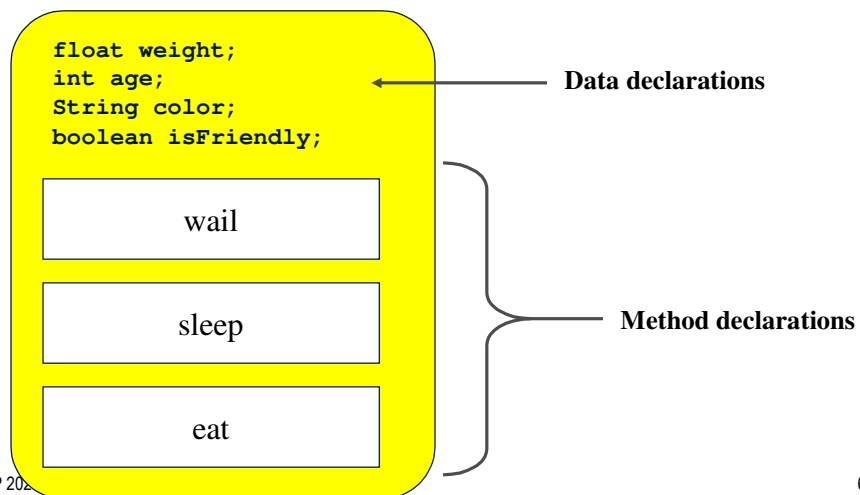 float weight;
int age;
String color;
boolean isFriendly;
Data declarations
wail
sleep
Method declarations
eat